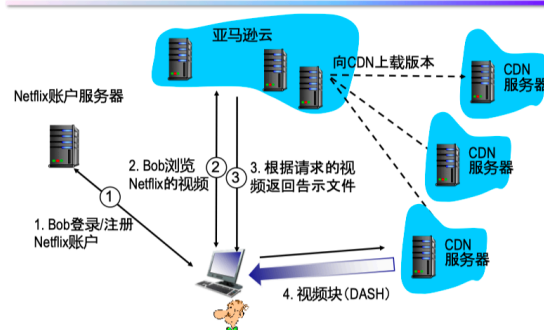 亚马逊云
向CDN上载版本
CDN
服务器
Netflix账户服务器
CDN
服务器
2. Bob浏览
Netflix的视频
②
③
3. 根据请求的视
频返回告示文件
①
1. Bob登录/注册
Netflix账户
CDN
服务器
4. 视频块(DASH)